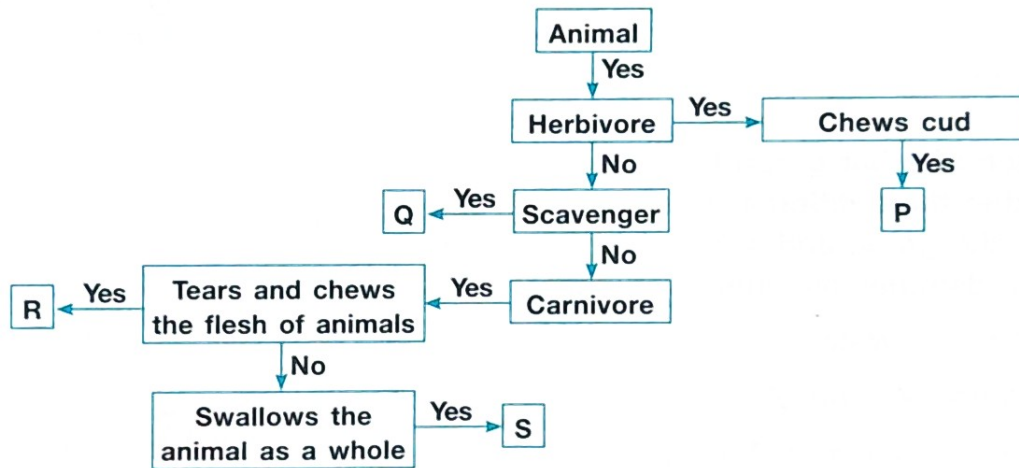 Animal
Yes
Herbivore
Yes
Chews cud
No
Yes
Q
Yes
Scavenger
P
No
R
Yes
Tears and chews
the flesh of animals
Yes
Carnivore
No
Swallows the
animal as a whole
Yes
S